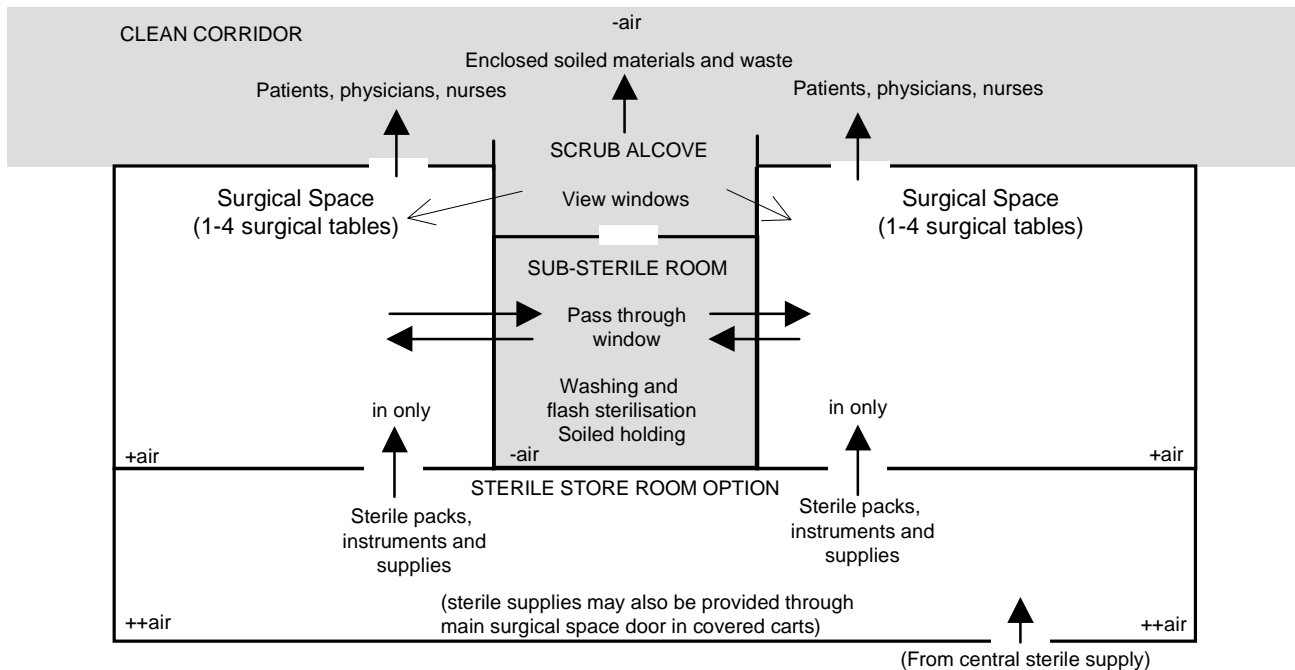 -air
CLEAN CORRIDOR
Enclosed soiled materials and waste
Patients, physicians, nurses
Patients, physicians, nurses
SCRUB ALCOVE
View windows
Surgical Space
(1-4 surgical tables)
Surgical Space
(1-4 surgical tables)
SUB-STERILE ROOM
Pass through
window
Washing and
flash sterilisation
Soiled holding
in only
in only
+air
-air
+air
STERILE STORE ROOM OPTION
Sterile packs,
instruments and
supplies
Sterile packs,
instruments and
supplies
(sterile supplies may also be provided through
main surgical space door in covered carts)
++air
++air
(From central sterile supply)